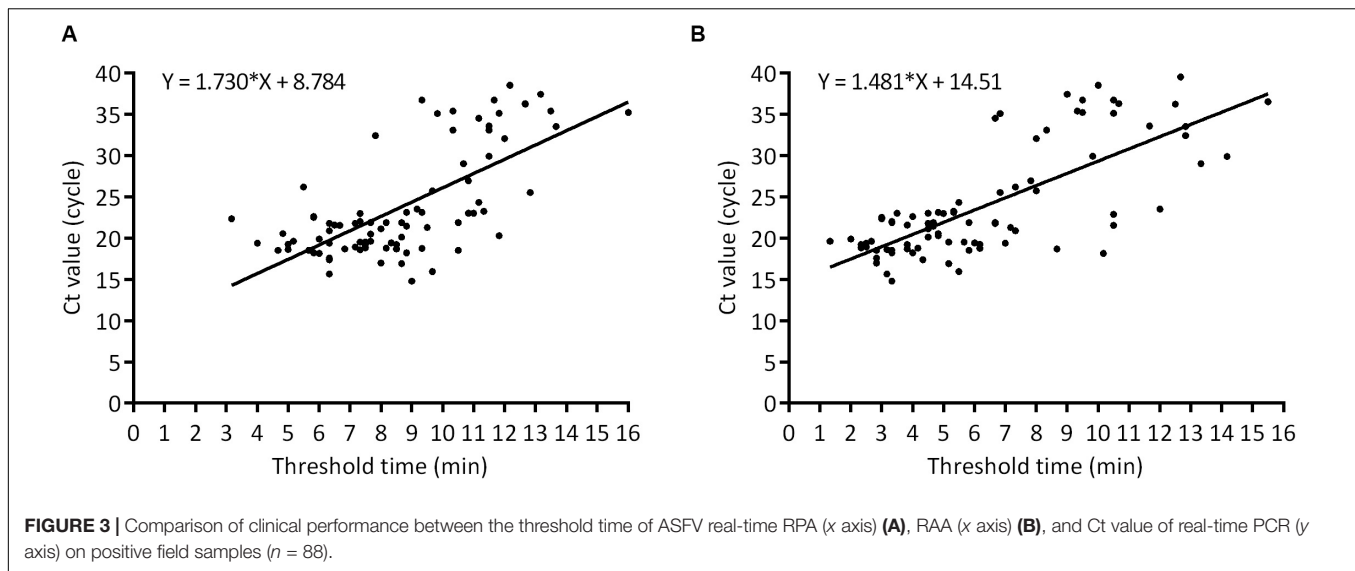 A
Y = 1.730*X + 8.784
40
35
30
25
20
15
10
5
0
Ct value (cycle)
0 1 2 3 4 5 6 7 8 9 10 11 12 13 14 15 16
Threshold time (min)
B
Y = 1.481*X + 14.51
40
35
30
25
20
15
10
5
0
Ct value (cycle)
0 1 2 3 4 5 6 7 8 9 10 11 12 13 14 15 16
Threshold time (min)
FIGURE 3 | Comparison of clinical performance between the threshold time of ASFV real-time RPA (x axis) (A), RAA (x axis) (B), and Ct value of real-time PCR (y
axis) on positive field samples (n = 88).